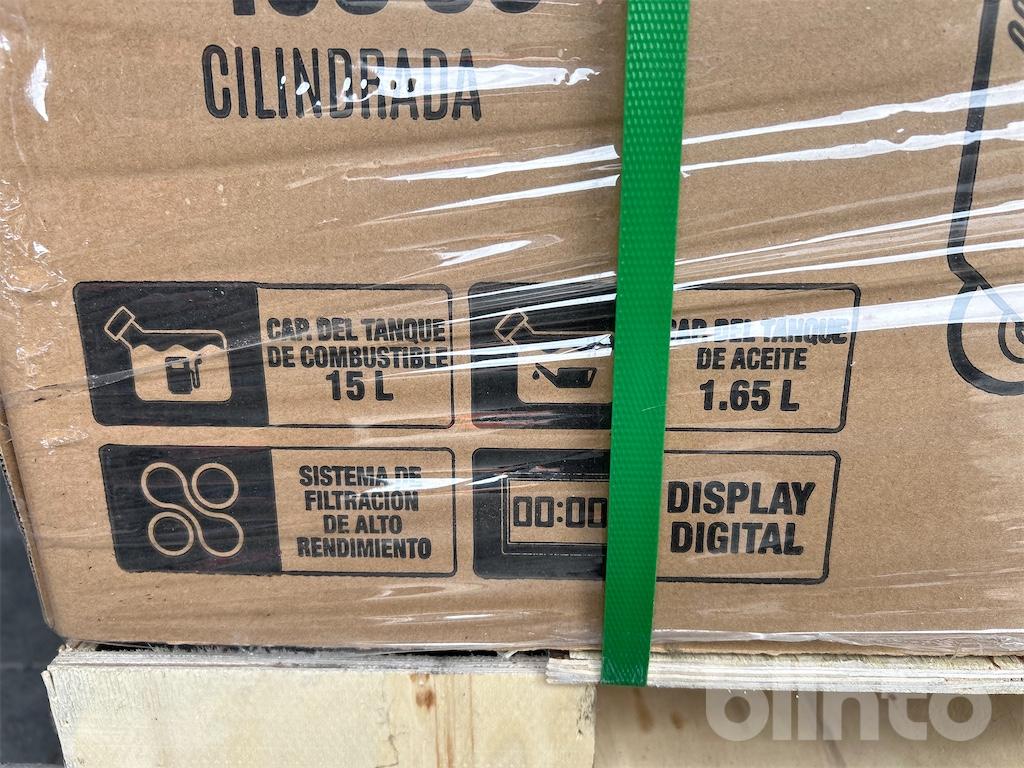 CILINDRADA
CAP. DEL TANQUE
DE COMBUSTIBLE
15 L
CAP. DEL TANQUE
DE ACEITE
1.65 L
SISTEMA DE
FILTRACION
DE ALTO
RENDIMIENTO
00:00
DISPLAY
DIGITAL
blinto